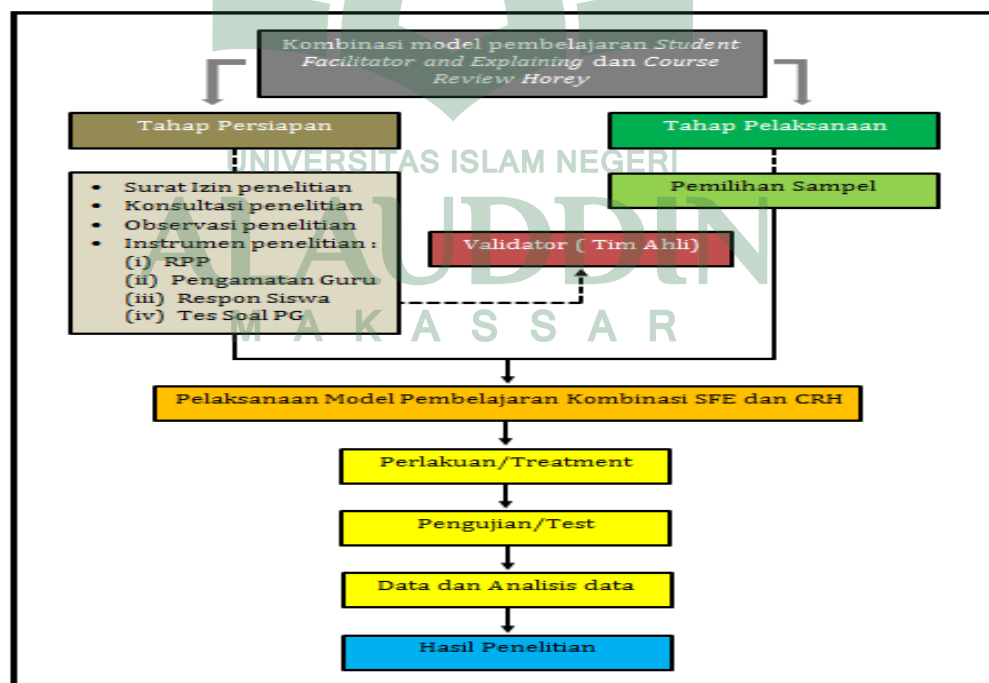 Kombinasi model pembelajaran Student
Facilitator and Explaining dan Course
Review Horey
Tahap Persiapan
Tahap Pelaksanaan
UNIVERSITAS ISLAM NEGERI
• Surat Izin penelitian
• Konsultasi penelitian
• Observasi penelitian
• Instrumen penelitian :
(i) RPP
(ii) Pengamatan Guru
(iii) Respon Siswa
(iv) Tes Soal PG
Pemilihan Sampel
ALAUDDIN
Validator ( Tim Ahli)
MAKASSAR
Pelaksanaan Model Pembelajaran Kombinasi SFE dan CRH
Perlakuan/Treatment
Pengujian/Test
Data dan Analisis data
Hasil Penelitian